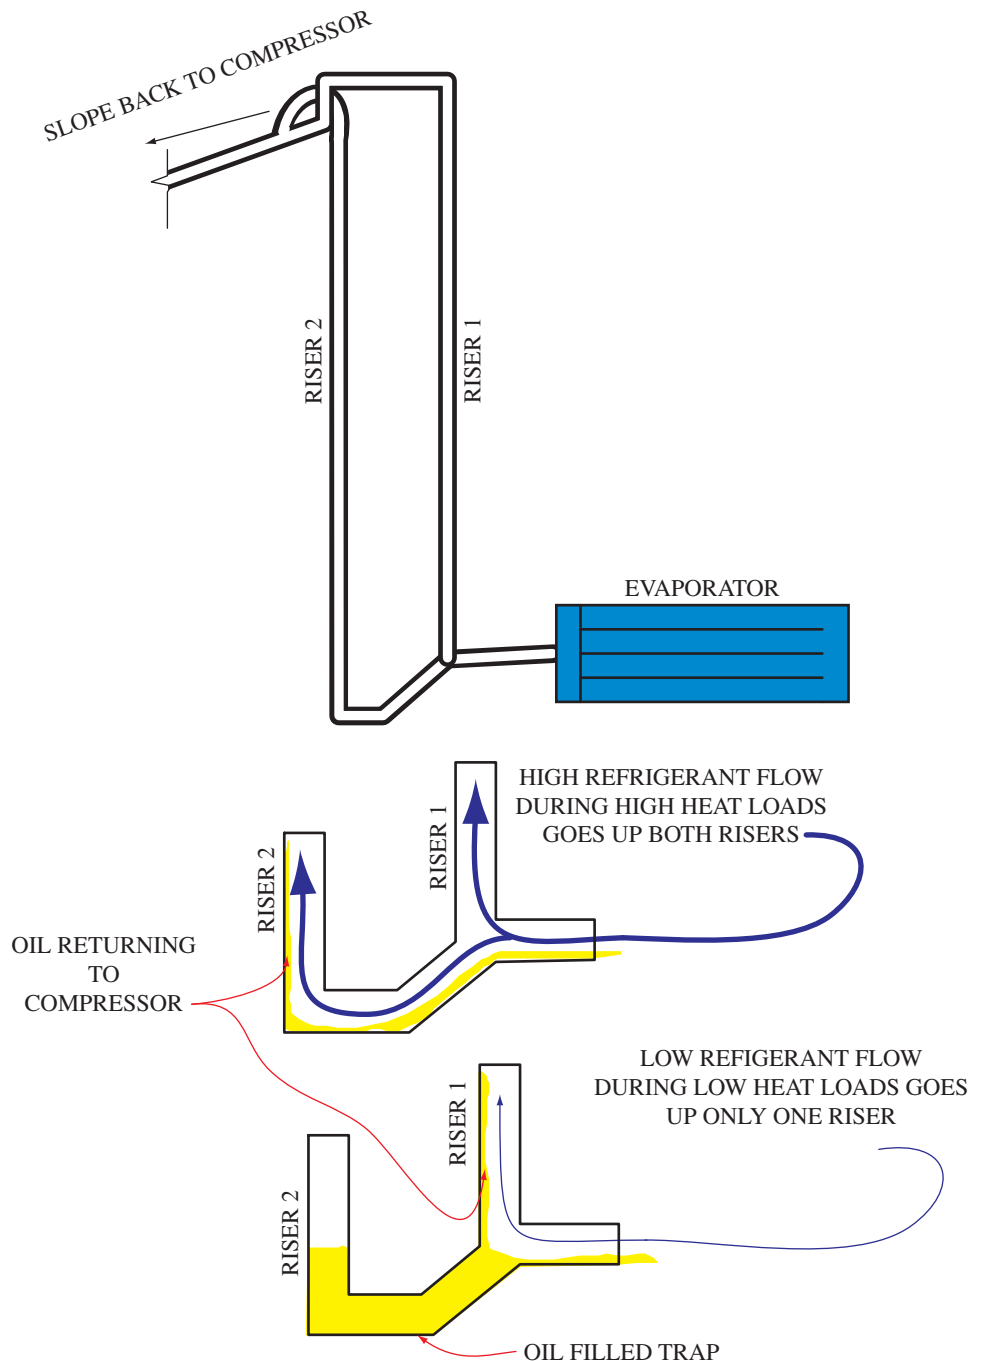 SLOPE BACK TO COMPRESSOR
RISER 2
RISER 1
EVAPORATOR
HIGH REFRIGERANT FLOW
DURING HIGH HEAT LOADS
GOES UP BOTH RISERS
RISER 1
RISER 2
OIL RETURNING
TO
COMPRESSOR
LOW REFIGERANT FLOW
DURING LOW HEAT LOADS GOES
UP ONLY ONE RISER
RISER 1
RISER 2
OIL FILLED TRAP